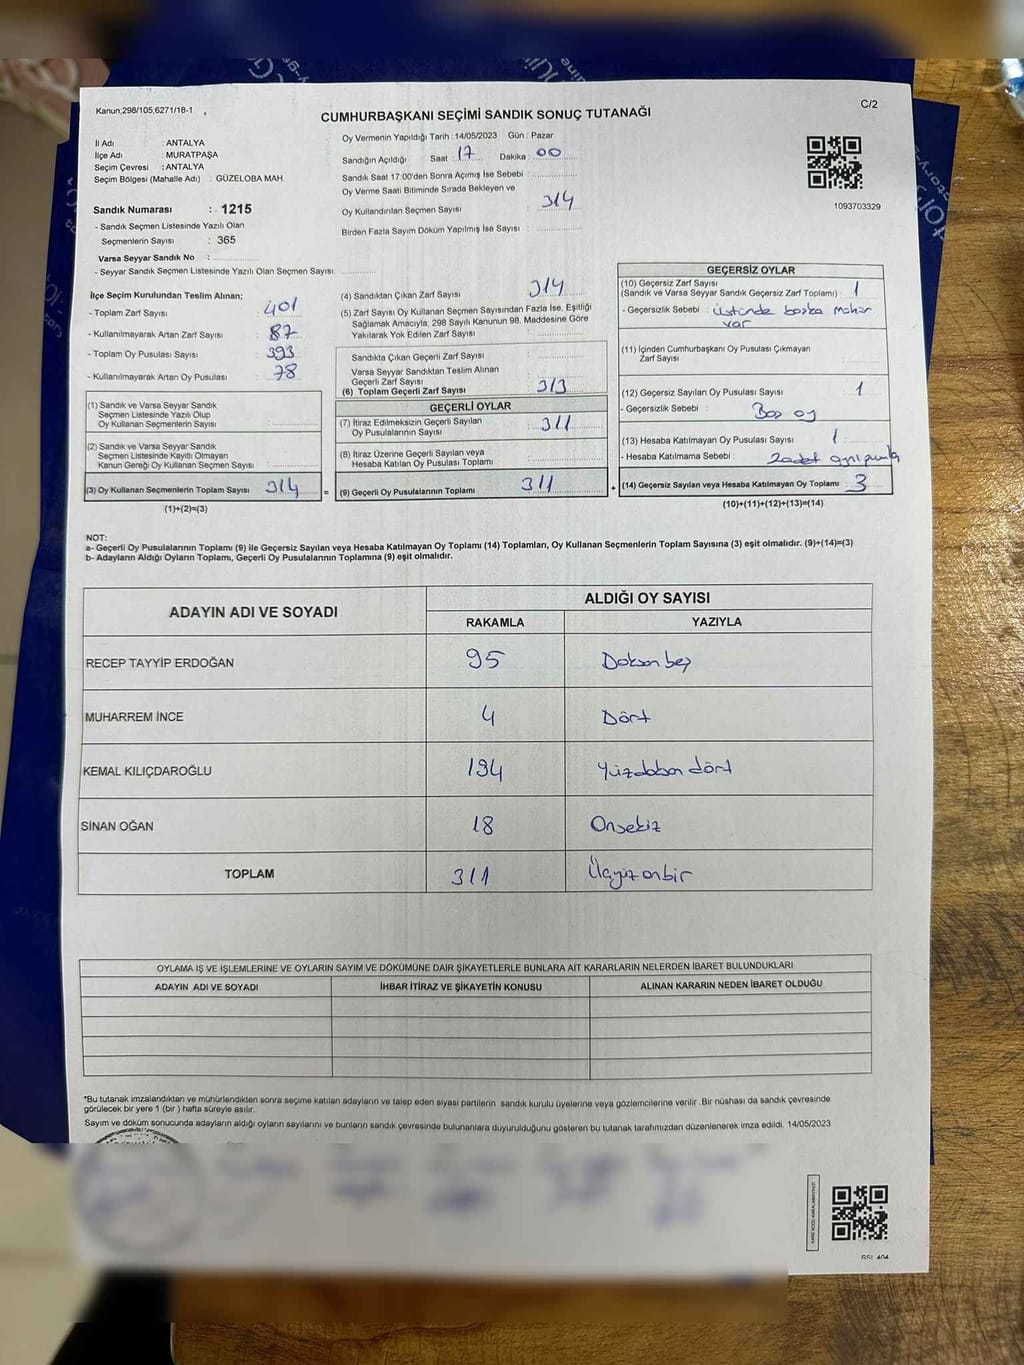 Kanun;298/105,6271/18-1
C/2
CUMHURBAŞKANI SEÇİMİ SANDIK SONUÇ TUTANAĞI
İl Adı : ANTALYA
İlçe Adı : MURATPAŞA
Seçim Çevresi : ANTALYA
Seçim Bölgesi (Mahalle Adı) : GÜZELOBA MAH.
Oy Vermenin Yapıldığı Tarih : 14/05/2023 Gün : Pazar
Sandığın Açıldığı Saat : 17 Dakika : 00
Sandık Saat 17:00'den Sonra Açımış İse Sebebi :
Oy Verme Saati Bitiminde Sırada Bekleyen ve
Oy Kullandırılan Seçmen Sayısı 314
Birden Fazla Sayım Döküm Yapılmış İse Sayısı :
1093703329
Sandık Numarası : 1215
- Sandık Seçmen Listesinde Yazılı Olan
Seçmenlerin Sayısı : 365
Varsa Seyyar Sandık No :
- Seyyar Sandık Seçmen Listesinde Yazılı Olan Seçmen Sayısı:
İlçe Seçim Kurulundan Teslim Alınan;
- Toplam Zarf Sayısı : 401
- Kullanılmayarak Artan Zarf Sayısı : 87
- Toplam Oy Pusulası Sayısı : 393
- Kullanılmayarak Artan Oy Pusulası : 78
(1) Sandık ve Varsa Seyyar Sandık
Seçmen Listesinde Yazılı Olup
Oy Kullanan Seçmenlerin Sayısı :
(2) Sandık ve Varsa Seyyar Sandık
Seçmen Listesinde Kayıtlı Olmayan
Kanun Gereği Oy Kullanan Seçmen Sayısı :
(3) Oy Kullanan Seçmenlerin Toplam Sayısı 314
(1)+(2)=(3)
(4) Sandıktan Çıkan Zarf Sayısı : 314
(5) Zarf Sayısı Oy Kullanan Seçmen Sayısından Fazla İse, Eşitliği
Sağlamak Amacıyla; 298 Sayılı Kanunun 98. Maddesine Göre
Yakılarak Yok Edilen Zarf Sayısı :
Sandıkta Çıkan Geçerli Zarf Sayısı :
Varsa Seyyar Sandıktan Teslim Alınan
Geçerli Zarf Sayısı :
(6) Toplam Geçerli Zarf Sayısı 313
GEÇERLİ OYLAR
(7) İtiraz Edilmeksizin Geçerli Sayılan
Oy Pusulalarının Sayısı : 311
(8) İtiraz Üzerine Geçerli Sayılan veya
Hesaba Katılan Oy Pusulası Toplamı :
= (9) Geçerli Oy Pusulalarının Toplamı 311 +
GEÇERSİZ OYLAR
(10) Geçersiz Zarf Sayısı
(Sandık ve Varsa Seyyar Sandık Geçersiz Zarf Toplamı) : 1
- Geçersizlik Sebebi : Üstünde başka mühür
var
(11) İçinden Cumhurbaşkanı Oy Pusulası Çıkmayan
Zarf Sayısı :
(12) Geçersiz Sayılan Oy Pusulası Sayısı : 1
- Geçersizlik Sebebi : Boş oy
(13) Hesaba Katılmayan Oy Pusulası Sayısı : 1
- Hesaba Katılmama Sebebi : 2 adet aynı pusula
(14) Geçersiz Sayılan veya Hesaba Katılmayan Oy Toplamı : 3
(10)+(11)+(12)+(13)=(14)
NOT:
a- Geçerli Oy Pusulalarının Toplamı (9) ile Geçersiz Sayılan veya Hesaba Katılmayan Oy Toplamı (14) Toplamları, Oy Kullanan Seçmenlerin Toplam Sayısına (3) eşit olmalıdır. (9)+(14)=(3)
b- Adayların Aldığı Oyların Toplamı, Geçerli Oy Pusulalarının Toplamına (9) eşit olmalıdır.
ADAYIN ADI VE SOYADI
ALDIĞI OY SAYISI
RAKAMLA YAZIYLA
RECEP TAYYİP ERDOĞAN 95 Doksan beş
MUHARREM İNCE 4 Dört
KEMAL KILIÇDAROĞLU 194 Yüzdoksan dört
SİNAN OĞAN 18 Onsekiz
TOPLAM 311 Üçyüzonbir
OYLAMA İŞ VE İŞLEMLERİNE VE OYLARIN SAYIM VE DÖKÜMÜNE DAİR ŞİKAYETLERLE BUNLARA AİT KARARLARIN NELERDEN İBARET BULUNDUKLARI
ADAYIN ADI VE SOYADI İHBAR İTİRAZ VE ŞİKAYETİN KONUSU ALINAN KARARIN NEDEN İBARET OLDUĞU
*Bu tutanak imzalandıktan ve mühürlendikten sonra seçime katılan adayların ve talep eden siyasi partilerin sandık kurulu üyelerine veya gözlemcilerine verilir .Bir nüshası da sandık çevresinde
görülecek bir yere 1 (bir ) hafta süreyle asılır.
Sayım ve döküm sonucunda adayların aldığı oyların sayılarını ve bunların sandık çevresinde bulunanlara duyurulduğunu gösteren bu tutanak tarafımızdan düzenlenerek imza edildi. 14/05/2023